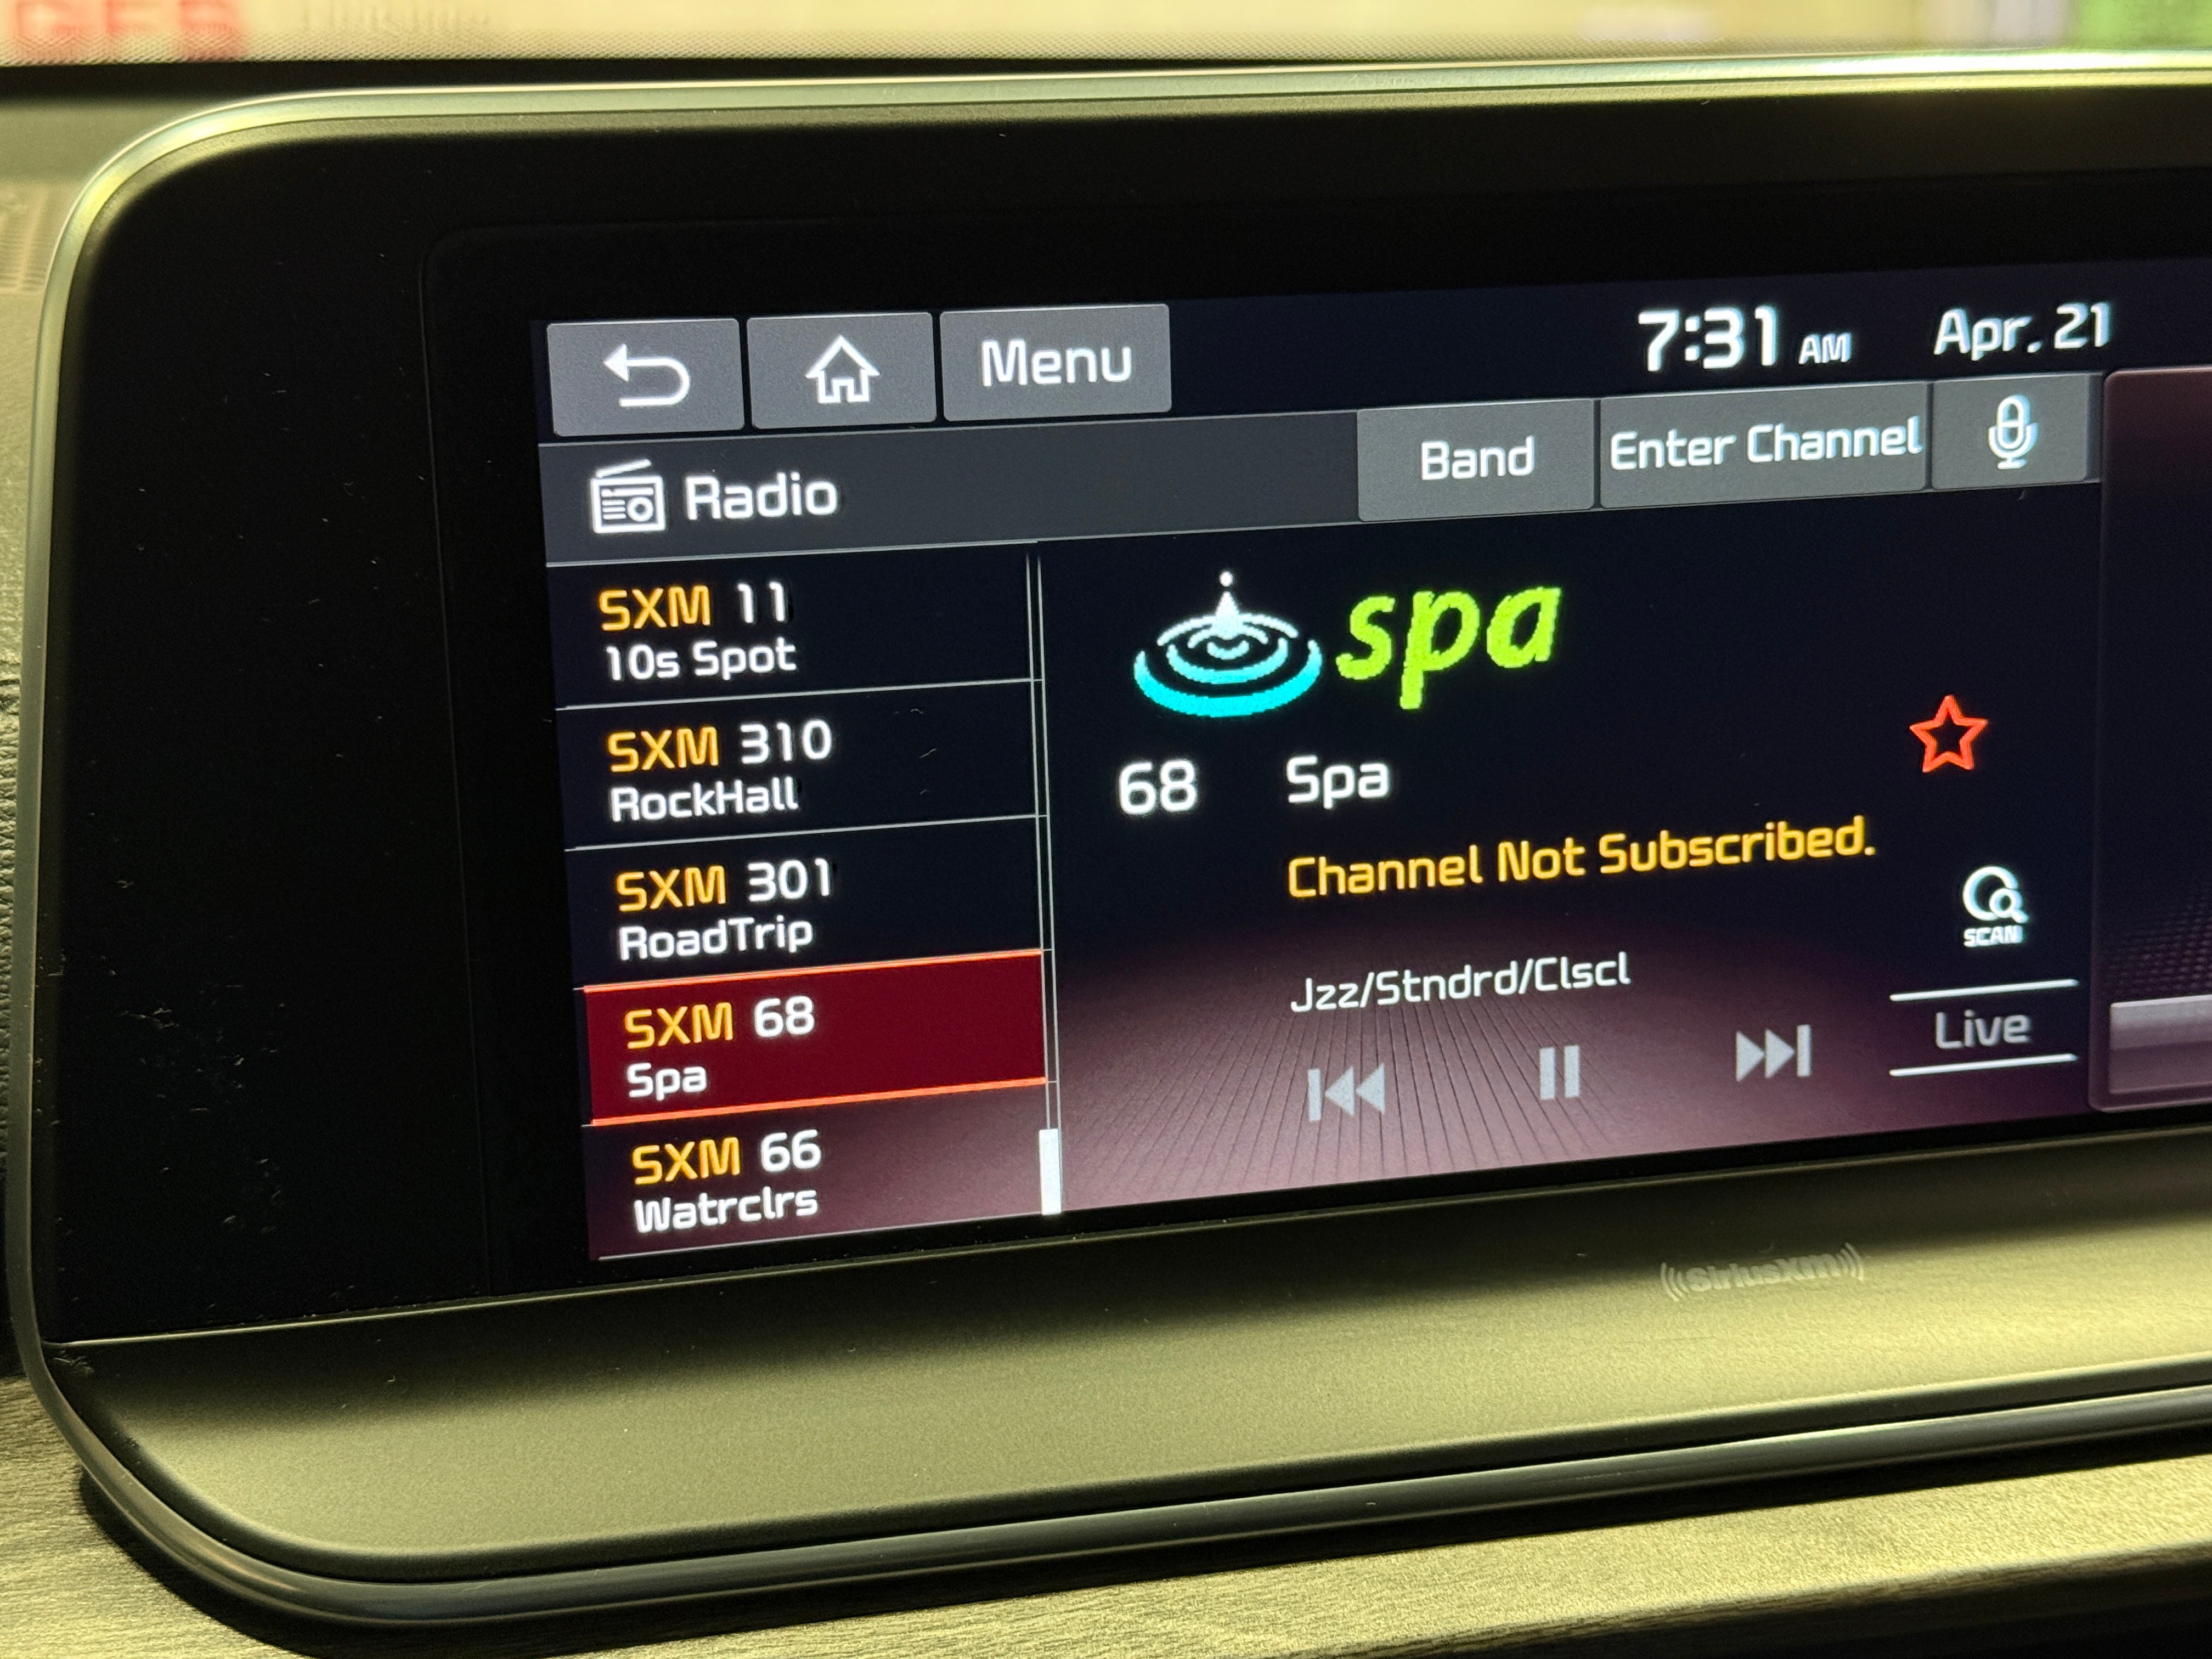 Menu
7:31 AM
Apr. 21
Radio
Band
Enter Channel
SXM 11
10s Spot
SXM 310
RockHall
SXM 301
RoadTrip
SXM 68
Spa
SXM 66
Watrclrs
spa
68 Spa
Channel Not Subscribed.
SCAN
Jzz/Stndrd/Clscl
Live
((SiriusXM))